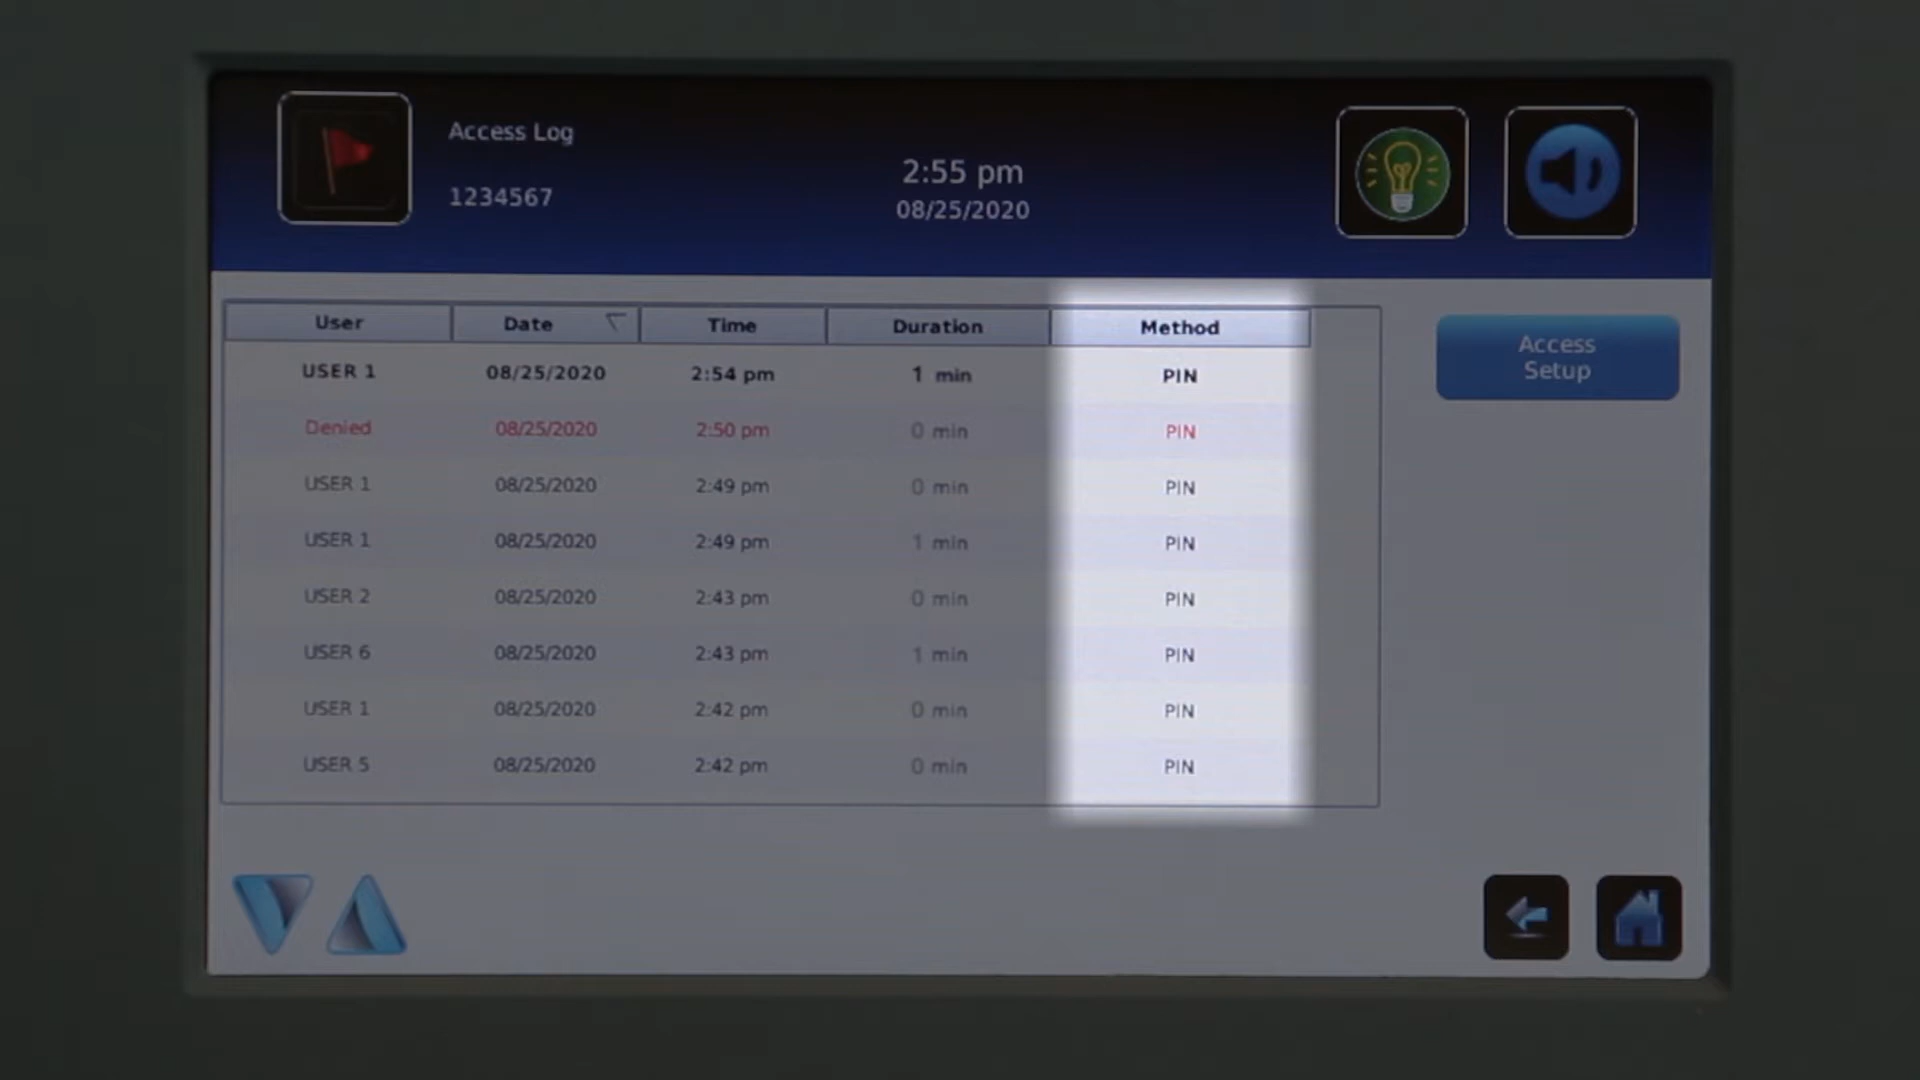 Access Log
1234567
2:55 pm
08/25/2020
User Date Time Duration Method
USER 1 08/25/2020 2:54 pm 1 min PIN
Denied 08/25/2020 2:50 pm 0 min PIN
USER 1 08/25/2020 2:49 pm 0 min PIN
USER 1 08/25/2020 2:49 pm 1 min PIN
USER 2 08/25/2020 2:43 pm 0 min PIN
USER 6 08/25/2020 2:43 pm 1 min PIN
USER 1 08/25/2020 2:42 pm 0 min PIN
USER 5 08/25/2020 2:42 pm 0 min PIN
Access
Setup